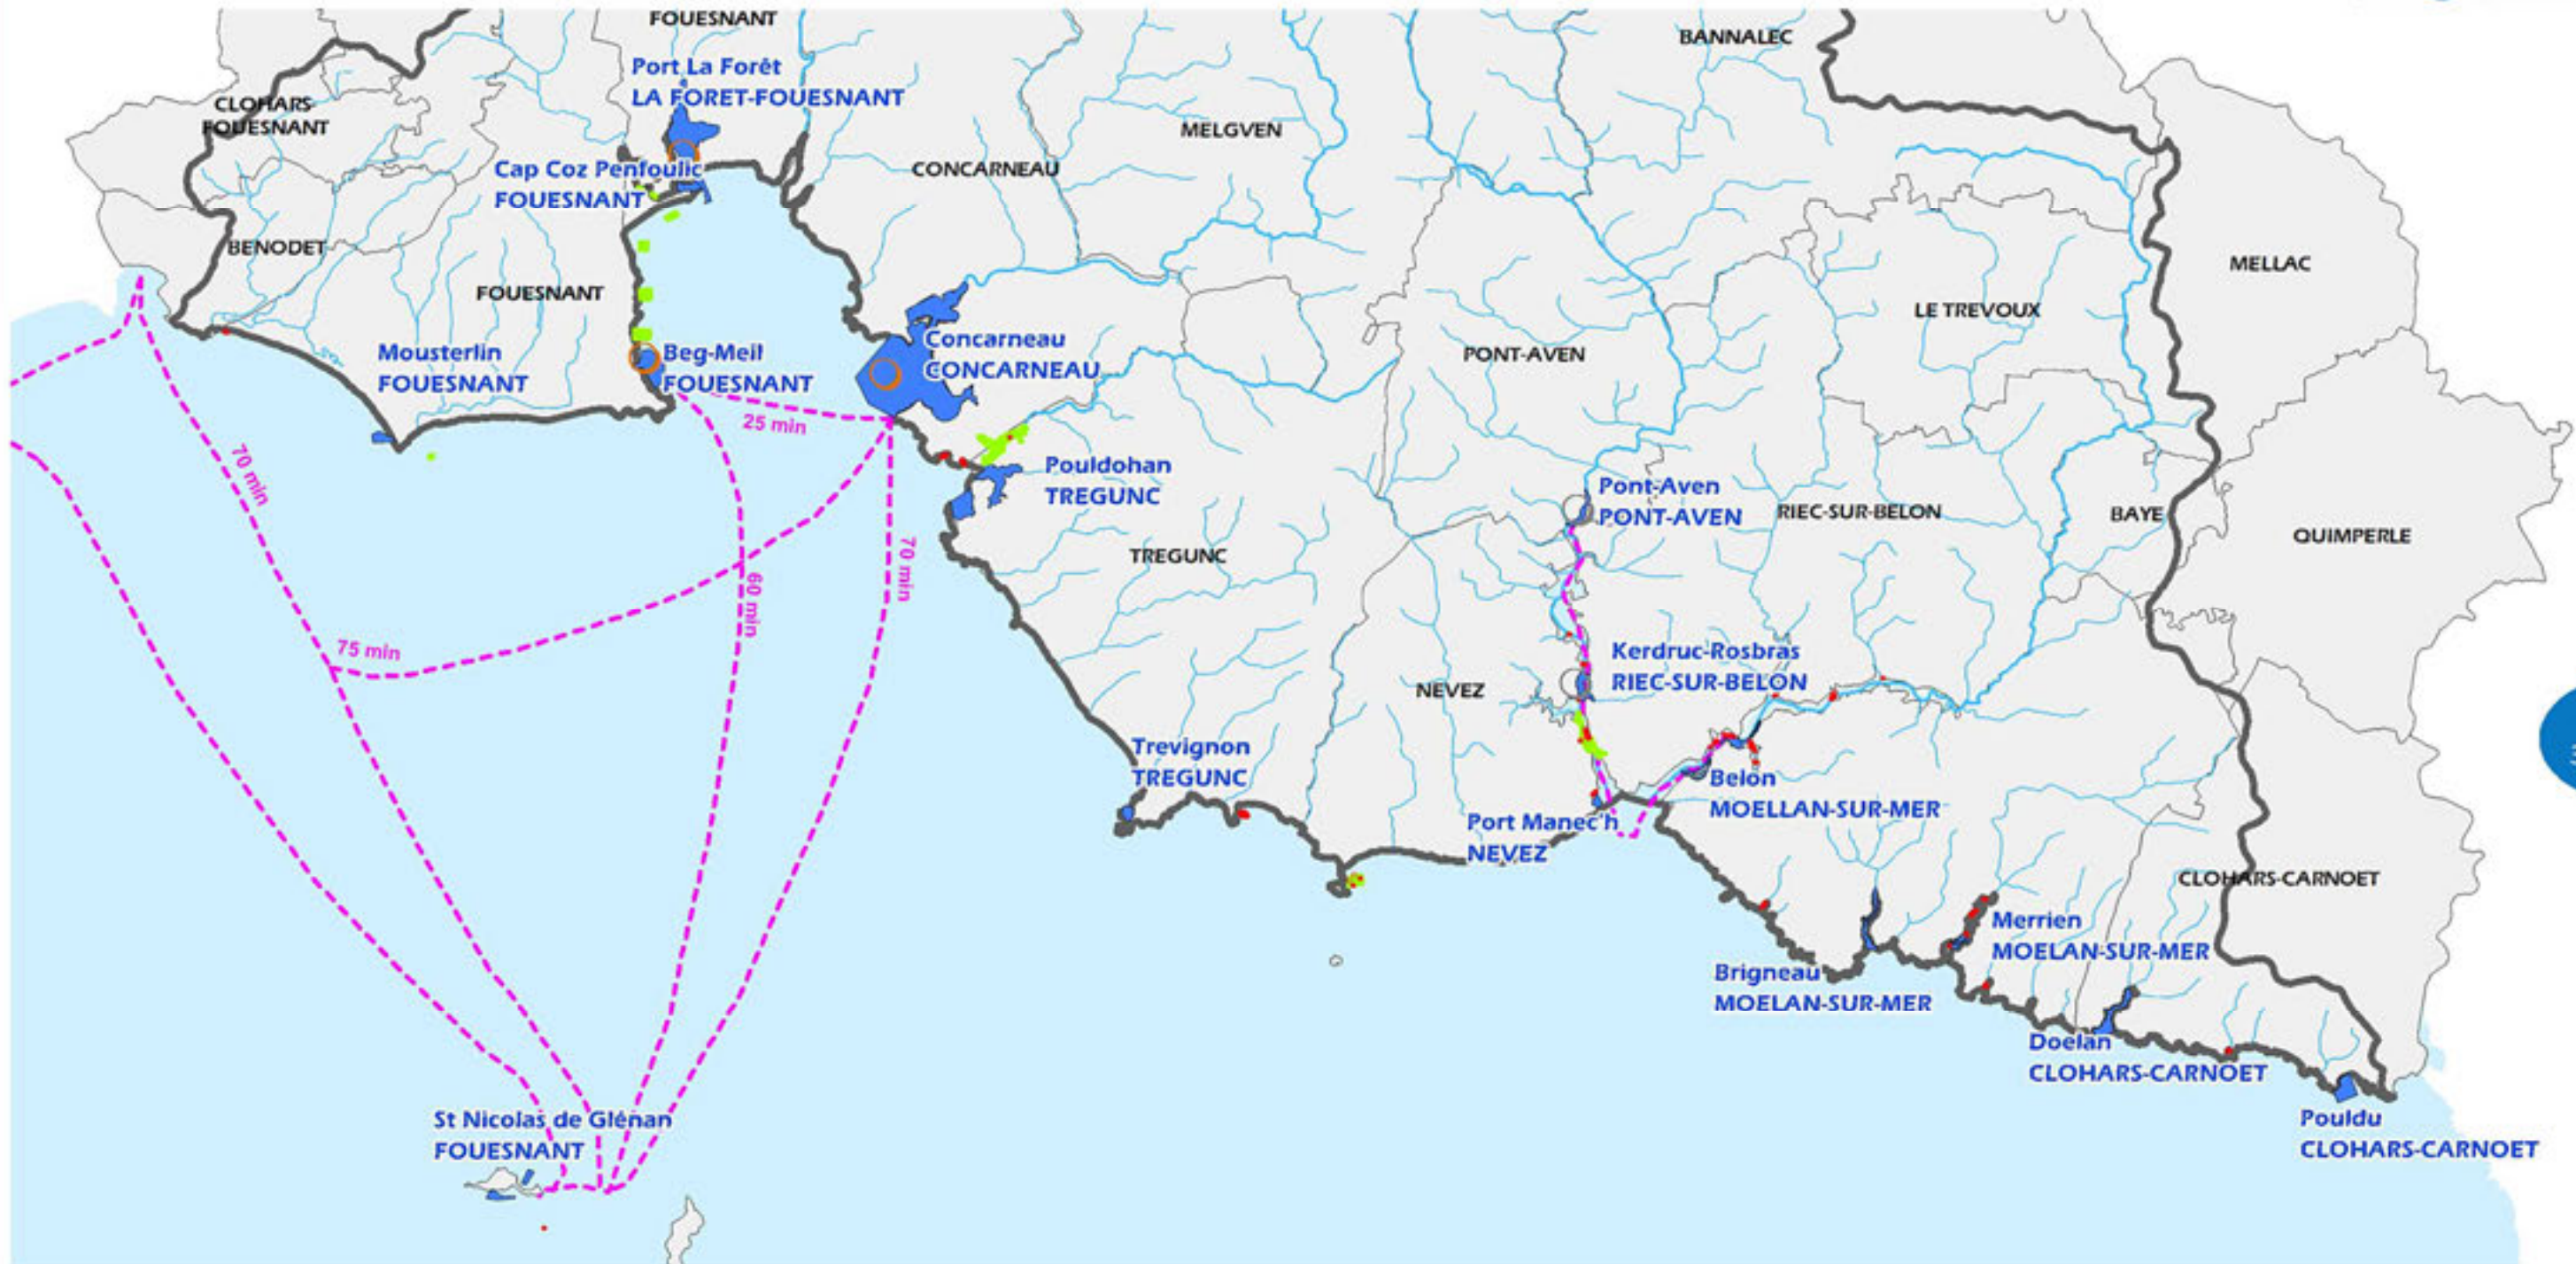 FOUESNANT
Port La Forêt
LA FORET-FOUESNANT
BANNALEC
CLOHARS-
FOUESNANT
MELGVEN
CONCARNEAU
Cap Coz Penfoulic
FOUESNANT
BENODET
FOUESNANT
MELLAC
LE TREVOUX
Mousterlin
FOUESNANT
Beg-Meil
FOUESNANT
Concarneau
CONCARNEAU
PONT-AVEN
25 min
70 min
Pouldohan
TREGUNC
Pont-Aven
PONT-AVEN
RIEC-SUR-BELON
BAYE
QUIMPERLE
TREGUNC
70 min
60 min
75 min
Kerdruc-Rosbras
RIEC-SUR-BELON
NEVEZ
Trevignon
TREGUNC
Belon
MOELLAN-SUR-MER
Port Manec'h
NEVEZ
CLOHARS-CARNOET
Merrien
MOELAN-SUR-MER
Brigneau
MOELAN-SUR-MER
Doelan
CLOHARS-CARNOET
St Nicolas de Glénan
FOUESNANT
Pouldu
CLOHARS-CARNOET